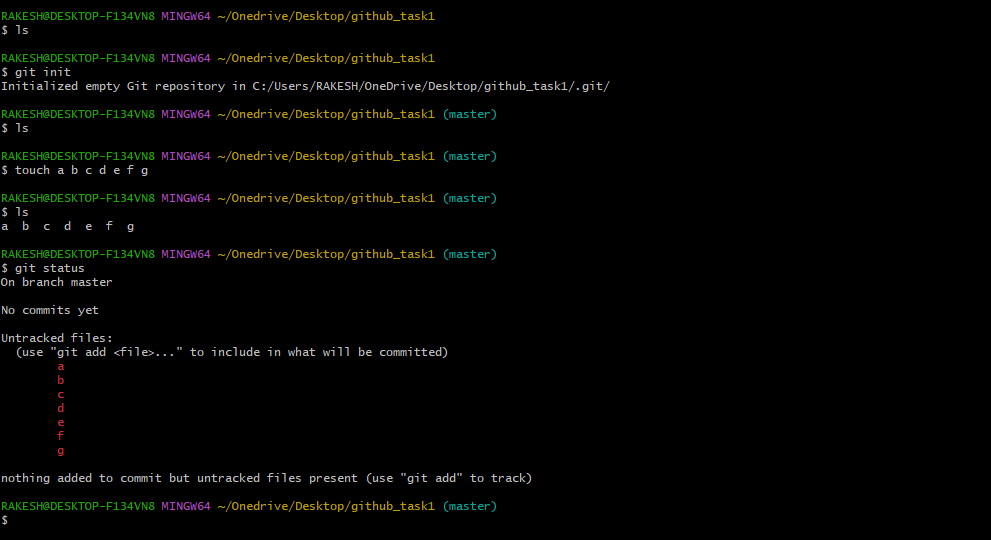 RAKESH@DESKTOP-F134VN8 MINGW64 ~/Onedrive/Desktop/github_task1
$ ls
RAKESH@DESKTOP-F134VN8 MINGW64 ~/Onedrive/Desktop/github_task1
$ git init
Initialized empty Git repository in C:/Users/RAKESH/OneDrive/Desktop/github_task1/.git/
RAKESH@DESKTOP-F134VN8 MINGW64 ~/Onedrive/Desktop/github_task1 (master)
$ ls
RAKESH@DESKTOP-F134VN8 MINGW64 ~/Onedrive/Desktop/github_task1 (master)
$ touch a b c d e f g
RAKESH@DESKTOP-F134VN8 MINGW64 ~/Onedrive/Desktop/github_task1 (master)
$ ls
a  b  c  d  e  f  g
RAKESH@DESKTOP-F134VN8 MINGW64 ~/Onedrive/Desktop/github_task1 (master)
$ git status
On branch master
No commits yet
Untracked files:
  (use "git add <file>..." to include in what will be committed)
        a
        b
        c
        d
        e
        f
        g
nothing added to commit but untracked files present (use "git add" to track)
RAKESH@DESKTOP-F134VN8 MINGW64 ~/Onedrive/Desktop/github_task1 (master)
$